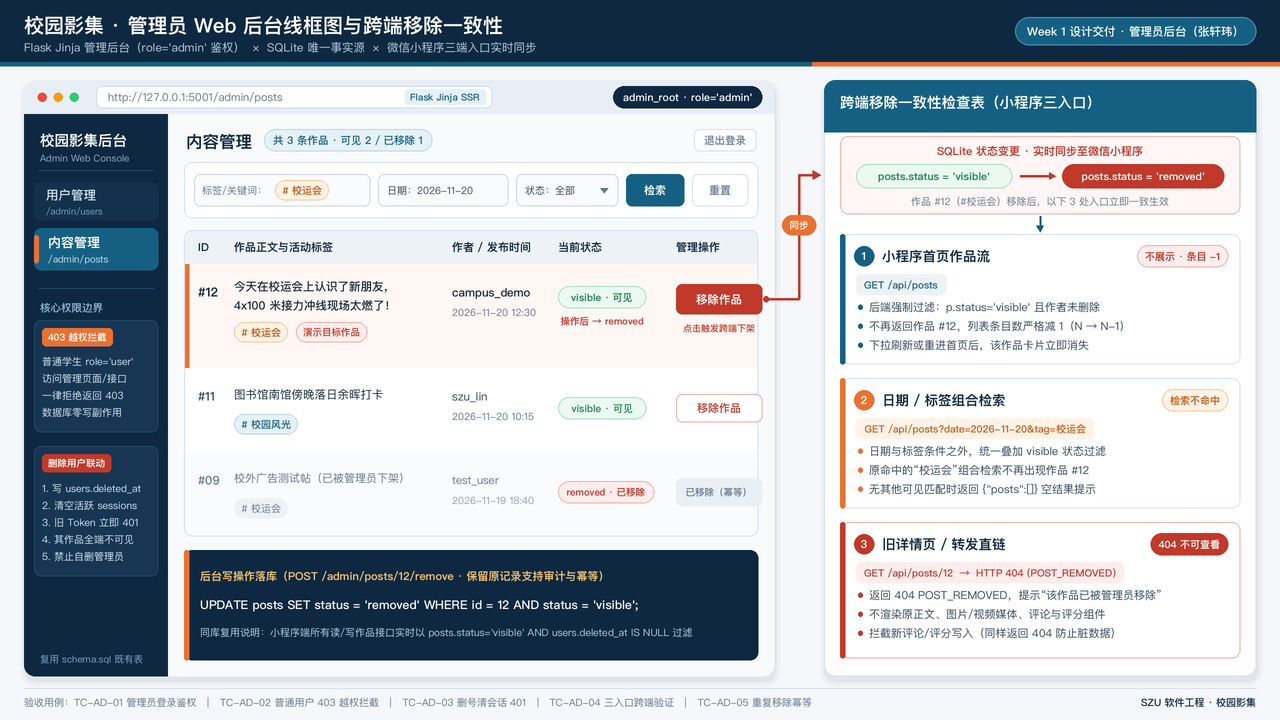 校园影集 · 管理员 Web 后台线框图与跨端移除一致性
Flask Jinja 管理后台（role='admin' 鉴权） × SQLite 唯一事实源 × 微信小程序三端入口实时同步
Week 1 设计交付 · 管理员后台（张轩玮）
http://127.0.0.1:5001/admin/posts
Flask Jinja SSR
admin_root · role='admin'
校园影集后台
Admin Web Console
用户管理
/admin/users
内容管理
/admin/posts
核心权限边界
403 越权拦截
普通学生 role='user'
访问管理页面/接口
一律拒绝返回 403
数据库零写副作用
删除用户联动
1. 写 users.deleted_at
2. 清空活跃 sessions
3. 旧 Token 立即 401
4. 其作品全端不可见
5. 禁止自删管理员
复用 schema.sql 既有表
内容管理
共 3 条作品 · 可见 2 / 已移除 1
退出登录
标签/关键词：
# 校运会
日期：2026-11-20
状态：全部
检索
重置
ID
作品正文与活动标签
作者 / 发布时间
当前状态
管理操作
#12
今天在校运会上认识了新朋友，
4x100 米接力冲线现场太燃了！
# 校运会
演示目标作品
campus_demo
2026-11-20 12:30
visible · 可见
操作后 → removed
移除作品
点击触发跨端下架
#11
图书馆南馆傍晚落日余晖打卡
# 校园风光
szu_lin
2026-11-20 10:15
visible · 可见
移除作品
#09
校外广告测试帖（已被管理员下架）
# 校运会
test_user
2026-11-19 18:40
removed · 已移除
已移除（幂等）
后台写操作落库（POST /admin/posts/12/remove · 保留原记录支持审计与幂等）
UPDATE posts SET status = 'removed' WHERE id = 12 AND status = 'visible';
同库复用说明：小程序端所有读/写作品接口实时以 posts.status='visible' AND users.deleted_at IS NULL 过滤
同步
跨端移除一致性检查表（小程序三入口）
SQLite 状态变更 · 实时同步至微信小程序
posts.status = 'visible'
posts.status = 'removed'
作品 #12（#校运会）移除后，以下 3 处入口立即一致生效
1
小程序首页作品流
不展示 · 条目 −1
GET /api/posts
后端强制过滤：p.status='visible' 且作者未删除
不再返回作品 #12，列表条目数严格减 1（N → N−1）
下拉刷新或重进首页后，该作品卡片立即消失
2
日期 / 标签组合检索
检索不命中
GET /api/posts?date=2026-11-20&tag=校运会
日期与标签条件之外，统一叠加 visible 状态过滤
原命中的“校运会”组合检索不再出现作品 #12
无其他可见匹配时返回 {"posts":[]} 空结果提示
3
旧详情页 / 转发直链
404 不可查看
GET /api/posts/12 → HTTP 404 (POST_REMOVED)
返回 404 POST_REMOVED，提示“该作品已被管理员移除”
不渲染原正文、图片/视频媒体、评论与评分组件
拦截新评论/评分写入（同样返回 404 防止脏数据）
验收用例：TC-AD-01 管理员登录鉴权 | TC-AD-02 普通用户 403 越权拦截 | TC-AD-03 删号清会话 401 | TC-AD-04 三入口跨端验证 | TC-AD-05 重复移除幂等
SZU 软件工程 · 校园影集